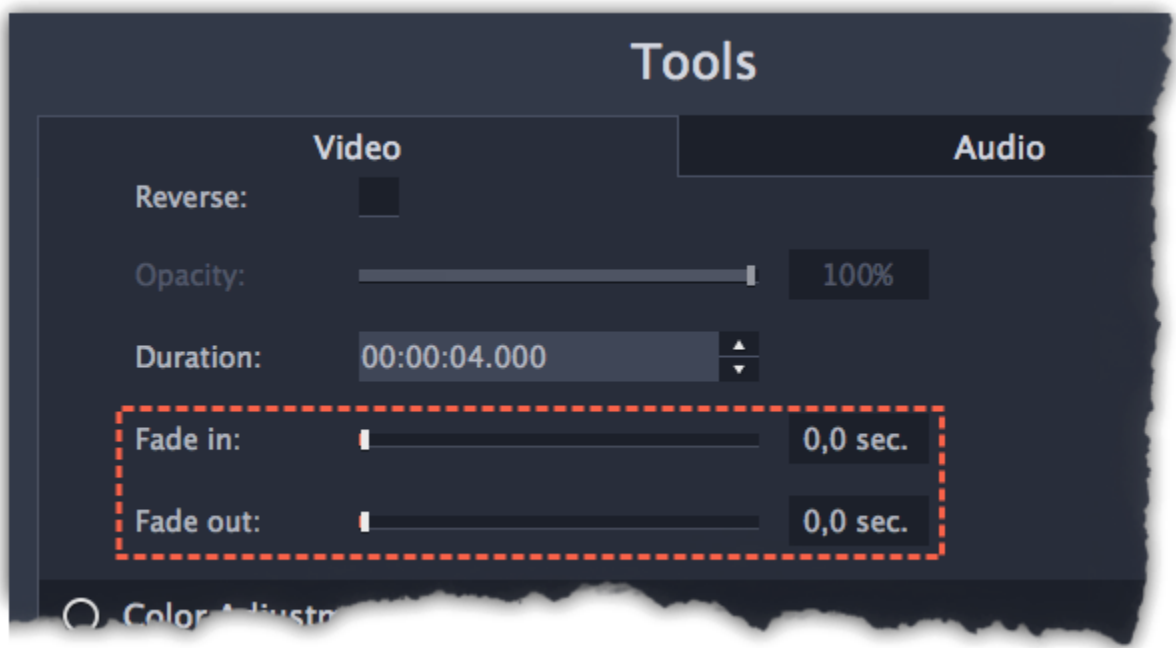 Tools
Video Audio
Reverse:
Opacity: 100%
Duration: 00:00:04.000
Fade in: 0,0 sec.
Fade out: 0,0 sec.
Color